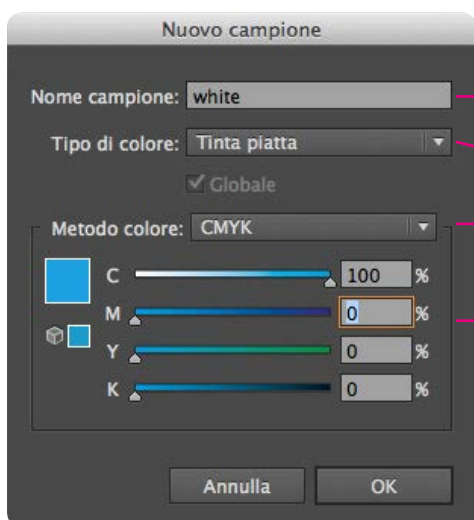 Nuovo campione
Nome campione: white
Tipo di colore: Tinta piatta
Globale
Metodo colore: CMYK
C 100 %
M 0 %
Y 0 %
K 0 %
Annulla OK